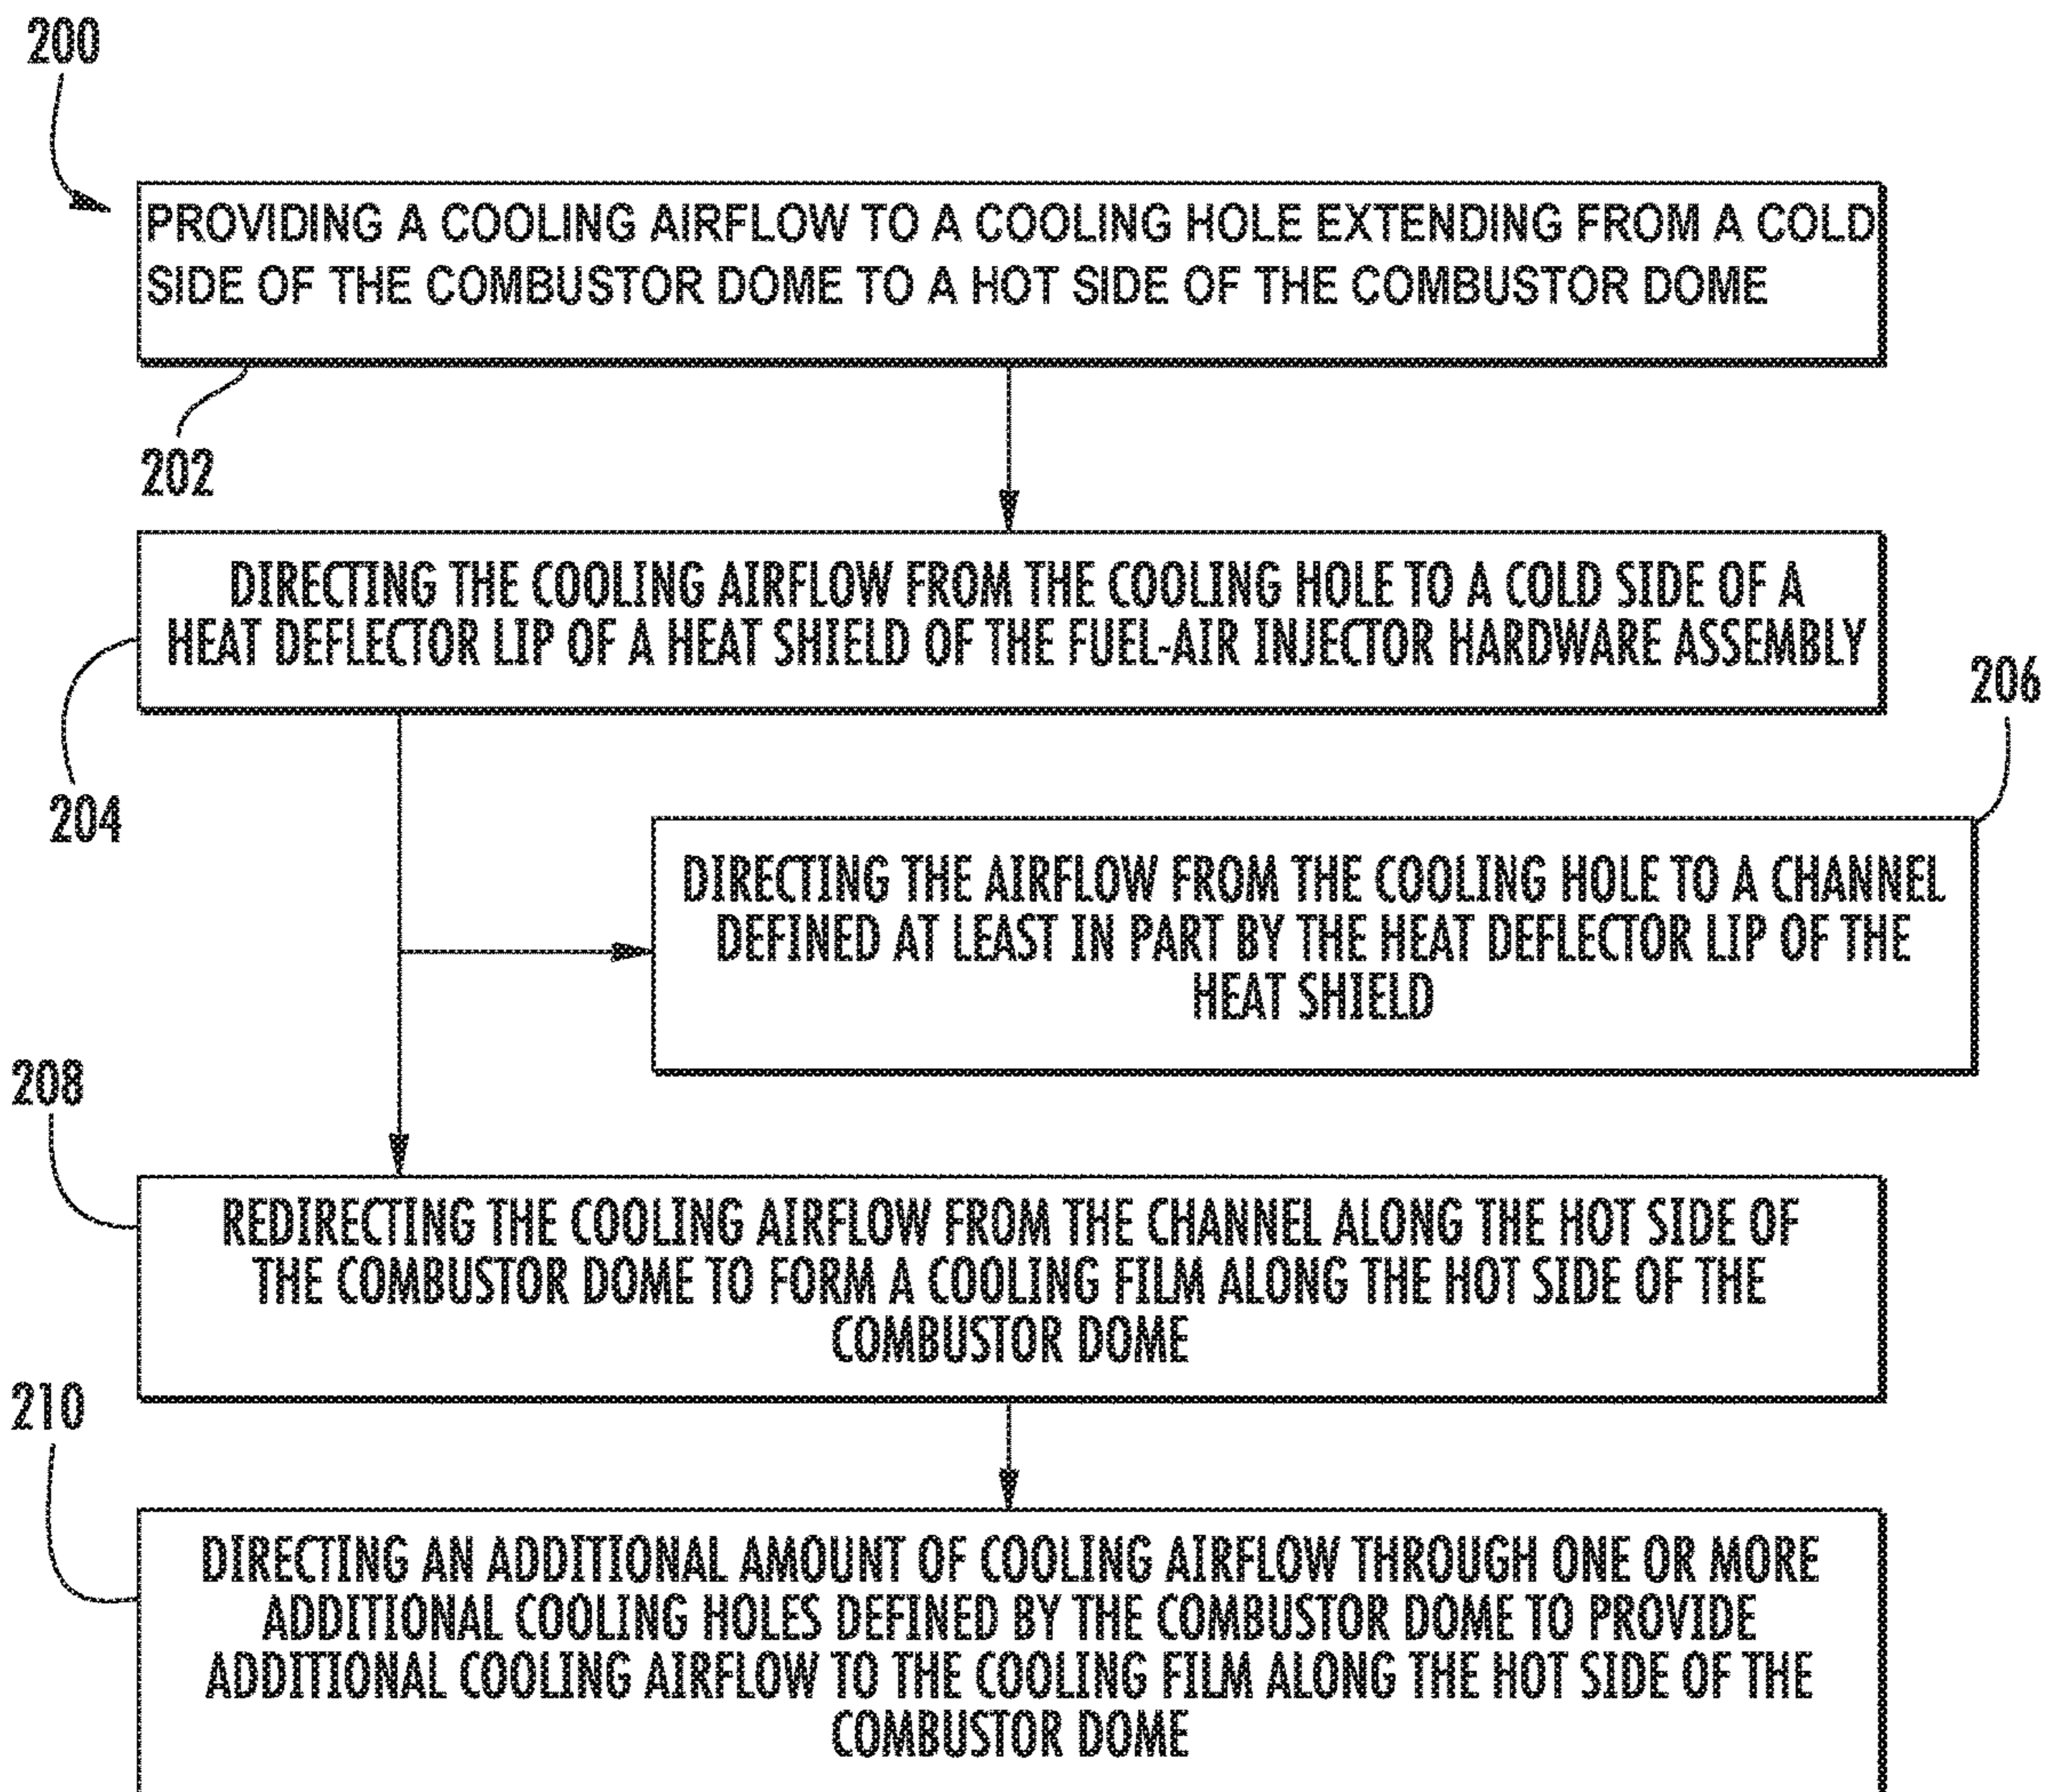 200
PROVIDING A COOLING AIRFLOW TO A COOLING HOLE EXTENDING FROM A COLD
SIDE OF THE COMBUSTOR DOME TO A HOT SIDE OF THE COMBUSTOR DOME
202
DIRECTING THE COOLING AIRFLOW FROM THE COOLING HOLE TO A COLD SIDE OF A
HEAT DEFLECTOR LIP OF A HEAT SHIELD OF THE FUEL-AIR INJECTOR HARDWARE ASSEMBLY
204
206
DIRECTING THE AIRFLOW FROM THE COOLING HOLE TO A CHANNEL
DEFINED AT LEAST IN PART BY THE HEAT DEFLECTOR LIP OF THE
HEAT SHIELD
208
REDIRECTING THE COOLING AIRFLOW FROM THE CHANNEL ALONG THE HOT SIDE OF
THE COMBUSTOR DOME TO FORM A COOLING FILM ALONG THE HOT SIDE OF THE
COMBUSTOR DOME
210
DIRECTING AN ADDITIONAL AMOUNT OF COOLING AIRFLOW THROUGH ONE OR MORE
ADDITIONAL COOLING HOLES DEFINED BY THE COMBUSTOR DOME TO PROVIDE
ADDITIONAL COOLING AIRFLOW TO THE COOLING FILM ALONG THE HOT SIDE OF THE
COMBUSTOR DOME